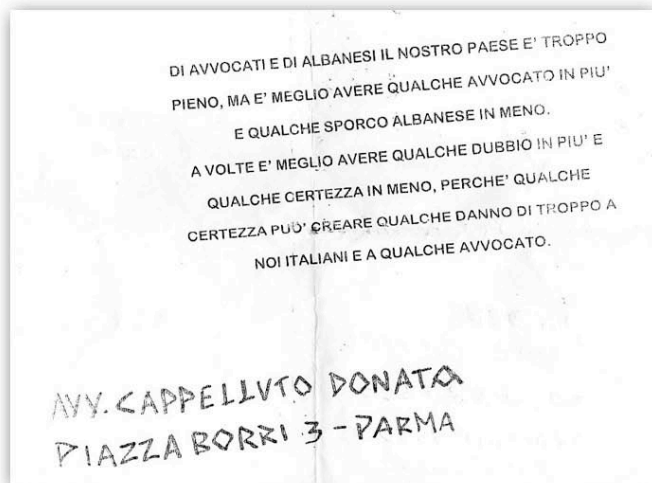 DI AVVOCATI E DI ALBANESI IL NOSTRO PAESE E' TROPPO
PIENO, MA E' MEGLIO AVERE QUALCHE AVVOCATO IN PIU'
E QUALCHE SPORCO ALBANESE IN MENO.
A VOLTE E' MEGLIO AVERE QUALCHE DUBBIO IN PIU' E
QUALCHE CERTEZZA IN MENO, PERCHE' QUALCHE
CERTEZZA PUO' CREARE QUALCHE DANNO DI TROPPO A
NOI ITALIANI E A QUALCHE AVVOCATO.
AVV. CAPPELLUTO DONATA
PIAZZA BORRI 3 - PARMA